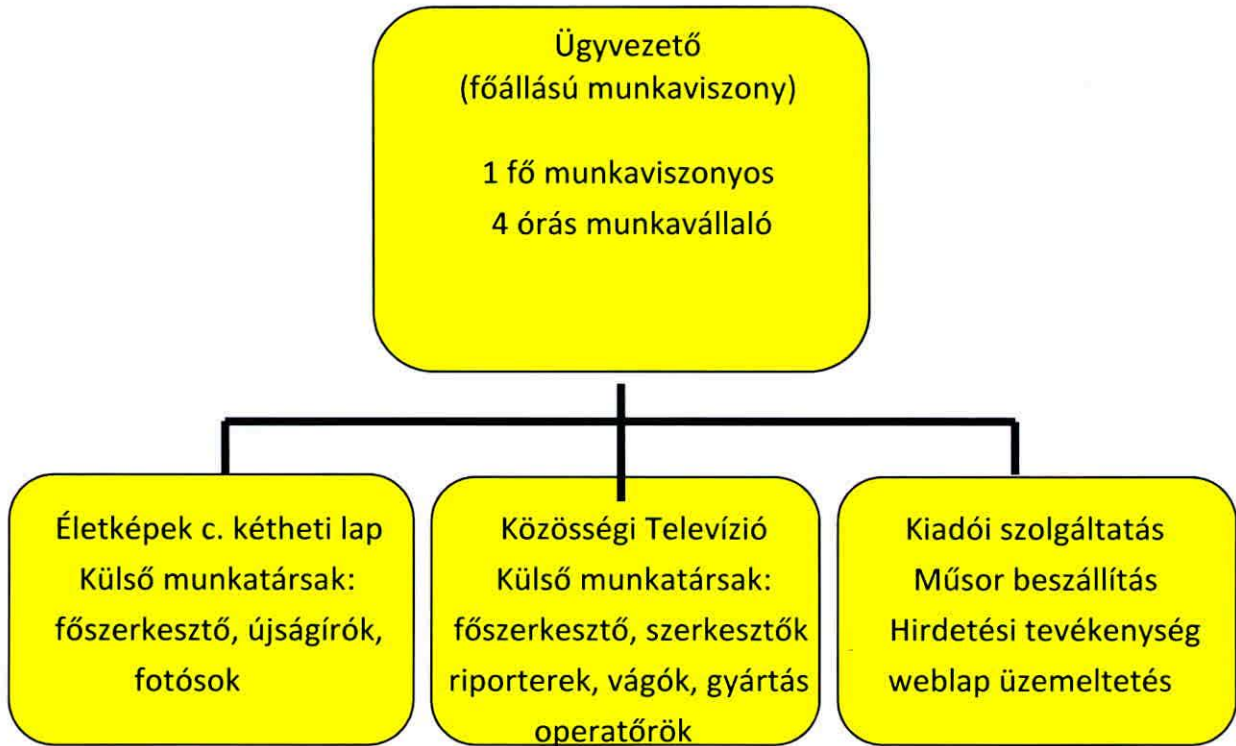 Ügyvezető
(főállású munkaviszony)
1 fő munkaviszonyos
4 órás munkavállaló
Életképek c. kétheti lap
Külső munkatársak:
főszerkesztő, újságírók,
fotósok
Közösségi Televízió
Külső munkatársak:
főszerkesztő, szerkesztők
riporterek, vágók, gyártás
operatőrök
Kiadói szolgáltatás
Műsor beszállítás
Hirdetési tevékenység
weblap üzemeltetés